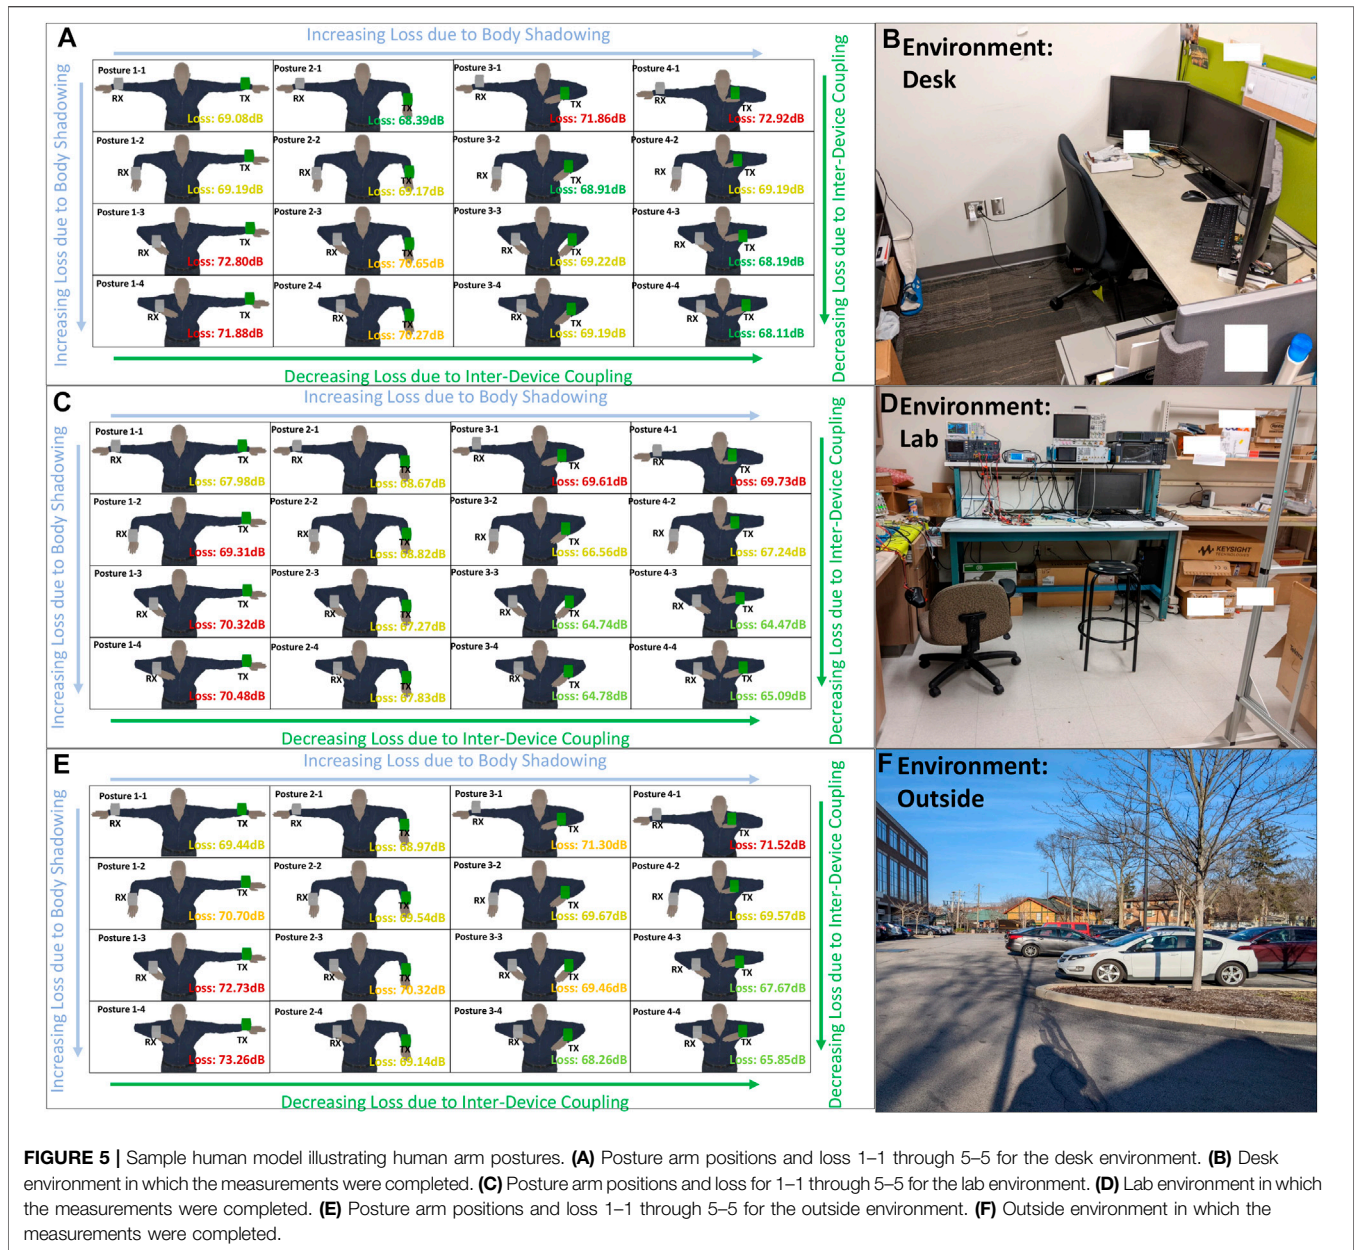 A
Increasing Loss due to Body Shadowing
Increasing Loss due to Body Shadowing
Decreasing Loss due to Inter-Device Coupling
Posture 1-1
RX
TX
Loss: 69.08dB
Posture 2-1
TX
Loss: 68.39dB
Posture 3-1
TX
Loss: 71.86dB
Posture 4-1
RX
TX
Loss: 72.92dB
Posture 1-2
RX
TX
Loss: 69.19dB
Posture 2-2
Loss: 69.17dB
Posture 3-2
Loss: 68.91dB
Posture 4-2
Loss: 69.19dB
Posture 1-3
RX
TX
Loss: 72.80dB
Posture 2-3
RX
TX
Loss: 70.65dB
Posture 3-3
RX
TX
Loss: 69.22dB
Posture 4-3
RX
TX
Loss: 68.19dB
Posture 1-4
RX
TX
Loss: 71.88dB
Posture 2-4
RX
TX
Loss: 70.27dB
Posture 3-4
RX
TX
Loss: 69.19dB
Posture 4-4
RX
TX
Loss: 68.11dB
Decreasing Loss due to Inter-Device Coupling
B Environment:
Desk
C
Increasing Loss due to Body Shadowing
Increasing Loss due to Body Shadowing
Decreasing Loss due to Inter-Device Coupling
Posture 1-1
RX
TX
Loss: 67.98dB
Posture 2-1
TX
Loss: 68.67dB
Posture 3-1
TX
Loss: 69.61dB
Posture 4-1
RX
TX
Loss: 69.73dB
Posture 1-2
RX
TX
Loss: 69.31dB
Posture 2-2
TX
Loss: 68.82dB
Posture 3-2
TX
Loss: 66.56dB
Posture 4-2
RX
TX
Loss: 67.24dB
Posture 1-3
RX
TX
Loss: 70.32dB
Posture 2-3
RX
TX
Loss: 67.27dB
Posture 3-3
RX
TX
Loss: 64.74dB
Posture 4-3
RX
TX
Loss: 64.47dB
Posture 1-4
RX
TX
Loss: 70.48dB
Posture 2-4
RX
TX
Loss: 67.83dB
Posture 3-4
RX
TX
Loss: 64.78dB
Posture 4-4
RX
TX
Loss: 65.09dB
Decreasing Loss due to Inter-Device Coupling
D Environment:
Lab
KEYSIGHT
E
Increasing Loss due to Body Shadowing
Increasing Loss due to Body Shadowing
Decreasing Loss due to Inter-Device Coupling
Posture 1-1
RX
TX
Loss: 69.44dB
Posture 2-1
TX
Loss: 68.97dB
Posture 3-1
RX
TX
Loss: 71.30dB
Posture 4-1
RX
TX
Loss: 71.52dB
Posture 1-2
RX
TX
Loss: 70.70dB
Posture 2-2
RX
TX
Loss: 69.54dB
Posture 3-2
RX
TX
Loss: 69.67dB
Posture 4-2
RX
TX
Loss: 69.57dB
Posture 1-3
RX
TX
Loss: 72.73dB
Posture 2-3
RX
TX
Loss: 70.32dB
Posture 3-3
RX
TX
Loss: 69.46dB
Posture 4-3
RX
TX
Loss: 67.67dB
Posture 1-4
RX
TX
Loss: 73.26dB
Posture 2-4
RX
TX
Loss: 69.14dB
Posture 3-4
RX
TX
Loss: 68.26dB
Posture 4-4
RX
TX
Loss: 65.85dB
Decreasing Loss due to Inter-Device Coupling
F Environment:
Outside
FIGURE 5 | Sample human model illustrating human arm postures. (A) Posture arm positions and loss 1–1 through 5–5 for the desk environment. (B) Desk
environment in which the measurements were completed. (C) Posture arm positions and loss for 1–1 through 5–5 for the lab environment. (D) Lab environment in which
the measurements were completed. (E) Posture arm positions and loss 1–1 through 5–5 for the outside environment. (F) Outside environment in which the
measurements were completed.